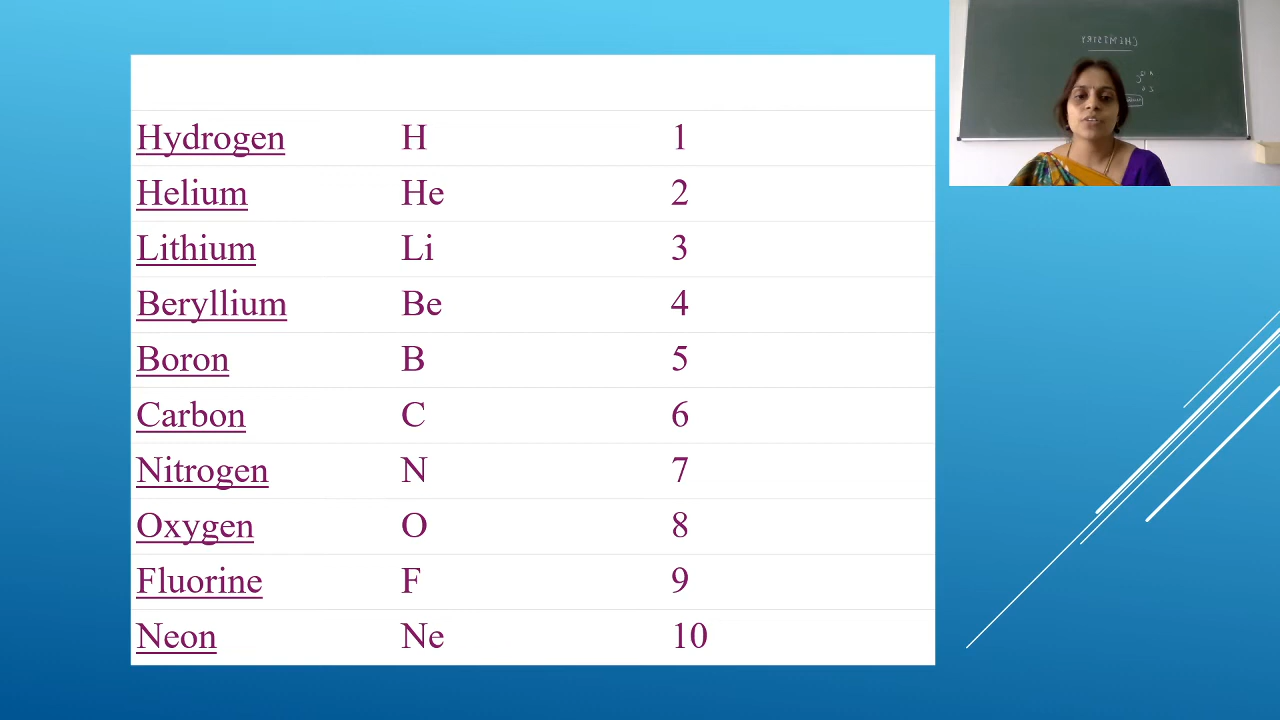 Hydrogen H 1
Helium He 2
Lithium Li 3
Beryllium Be 4
Boron B 5
Carbon C 6
Nitrogen N 7
Oxygen O 8
Fluorine F 9
Neon Ne 10
CHEMISTRY